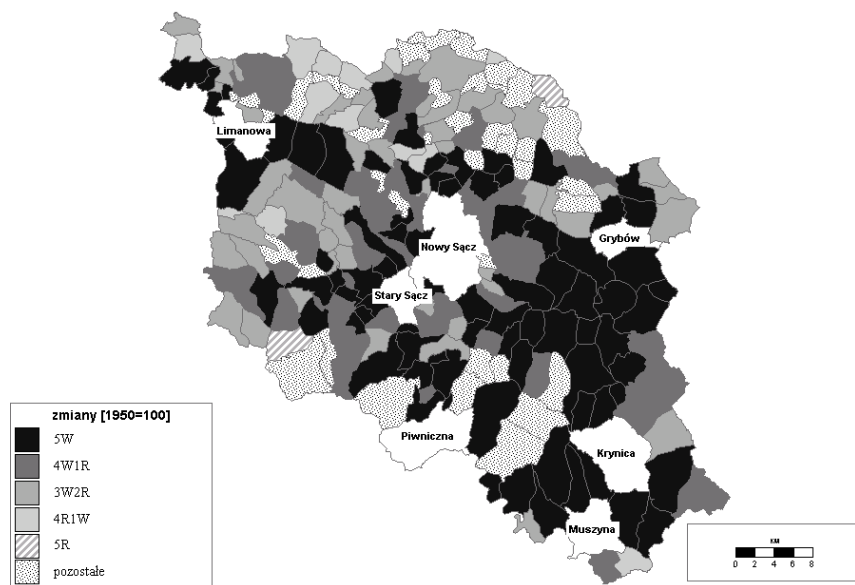 Limanowa
Nowy Sącz
Grybów
Stary Sącz
Piwniczna
Krynica
Muszyna
zmiany [1950=100]
5W
4W1R
3W2R
4R1W
5R
pozostałe
KM
0 2 4 6 8